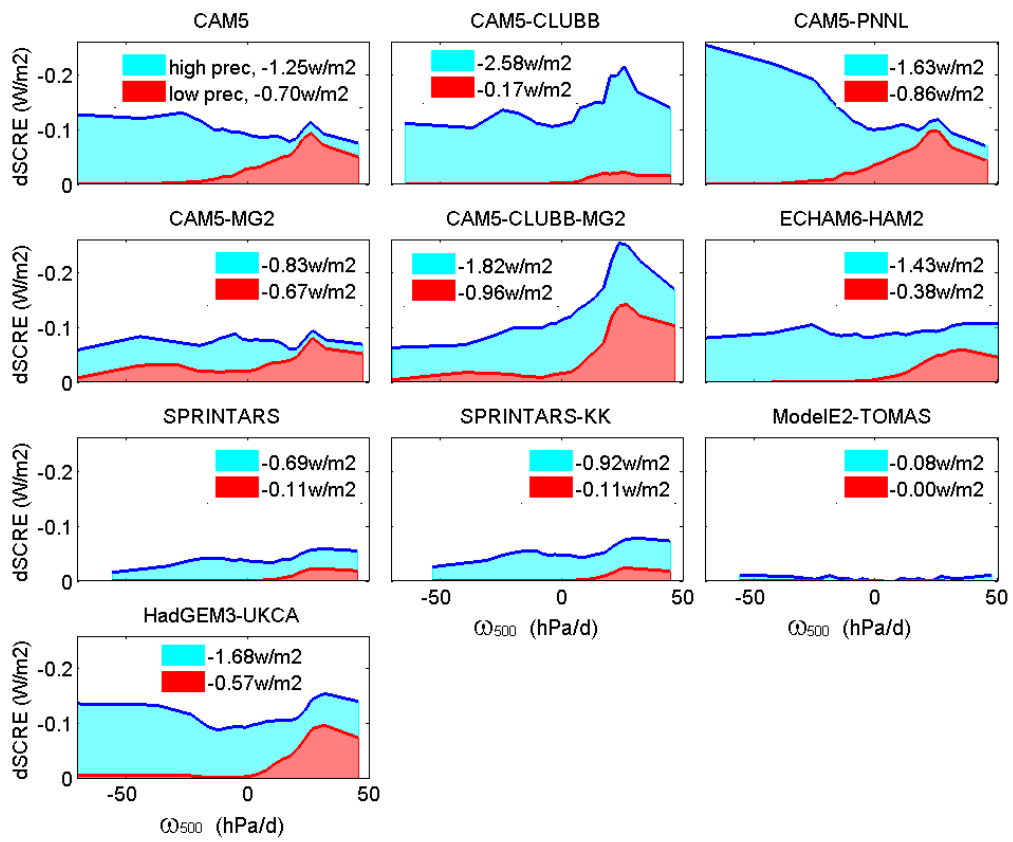 CAM5
CAM5-CLUBB
CAM5-PNNL
dSCRE (W/m2)
-0.2
-0.1
0
high prec, -1.25w/m2
low prec, -0.70w/m2
-2.58w/m2
-0.17w/m2
-1.63w/m2
-0.86w/m2
CAM5-MG2
CAM5-CLUBB-MG2
ECHAM6-HAM2
dSCRE (W/m2)
-0.2
-0.1
0
-0.83w/m2
-0.67w/m2
-1.82w/m2
-0.96w/m2
-1.43w/m2
-0.38w/m2
SPRINTARS
SPRINTARS-KK
ModelE2-TOMAS
dSCRE (W/m2)
-0.2
-0.1
0
-0.69w/m2
-0.11w/m2
-0.92w/m2
-0.11w/m2
-0.08w/m2
-0.00w/m2
-50 0 50
-50 0 50
ω500 (hPa/d)
ω500 (hPa/d)
HadGEM3-UKCA
dSCRE (W/m2)
-0.2
-0.1
0
-1.68w/m2
-0.57w/m2
-50 0 50
ω500 (hPa/d)